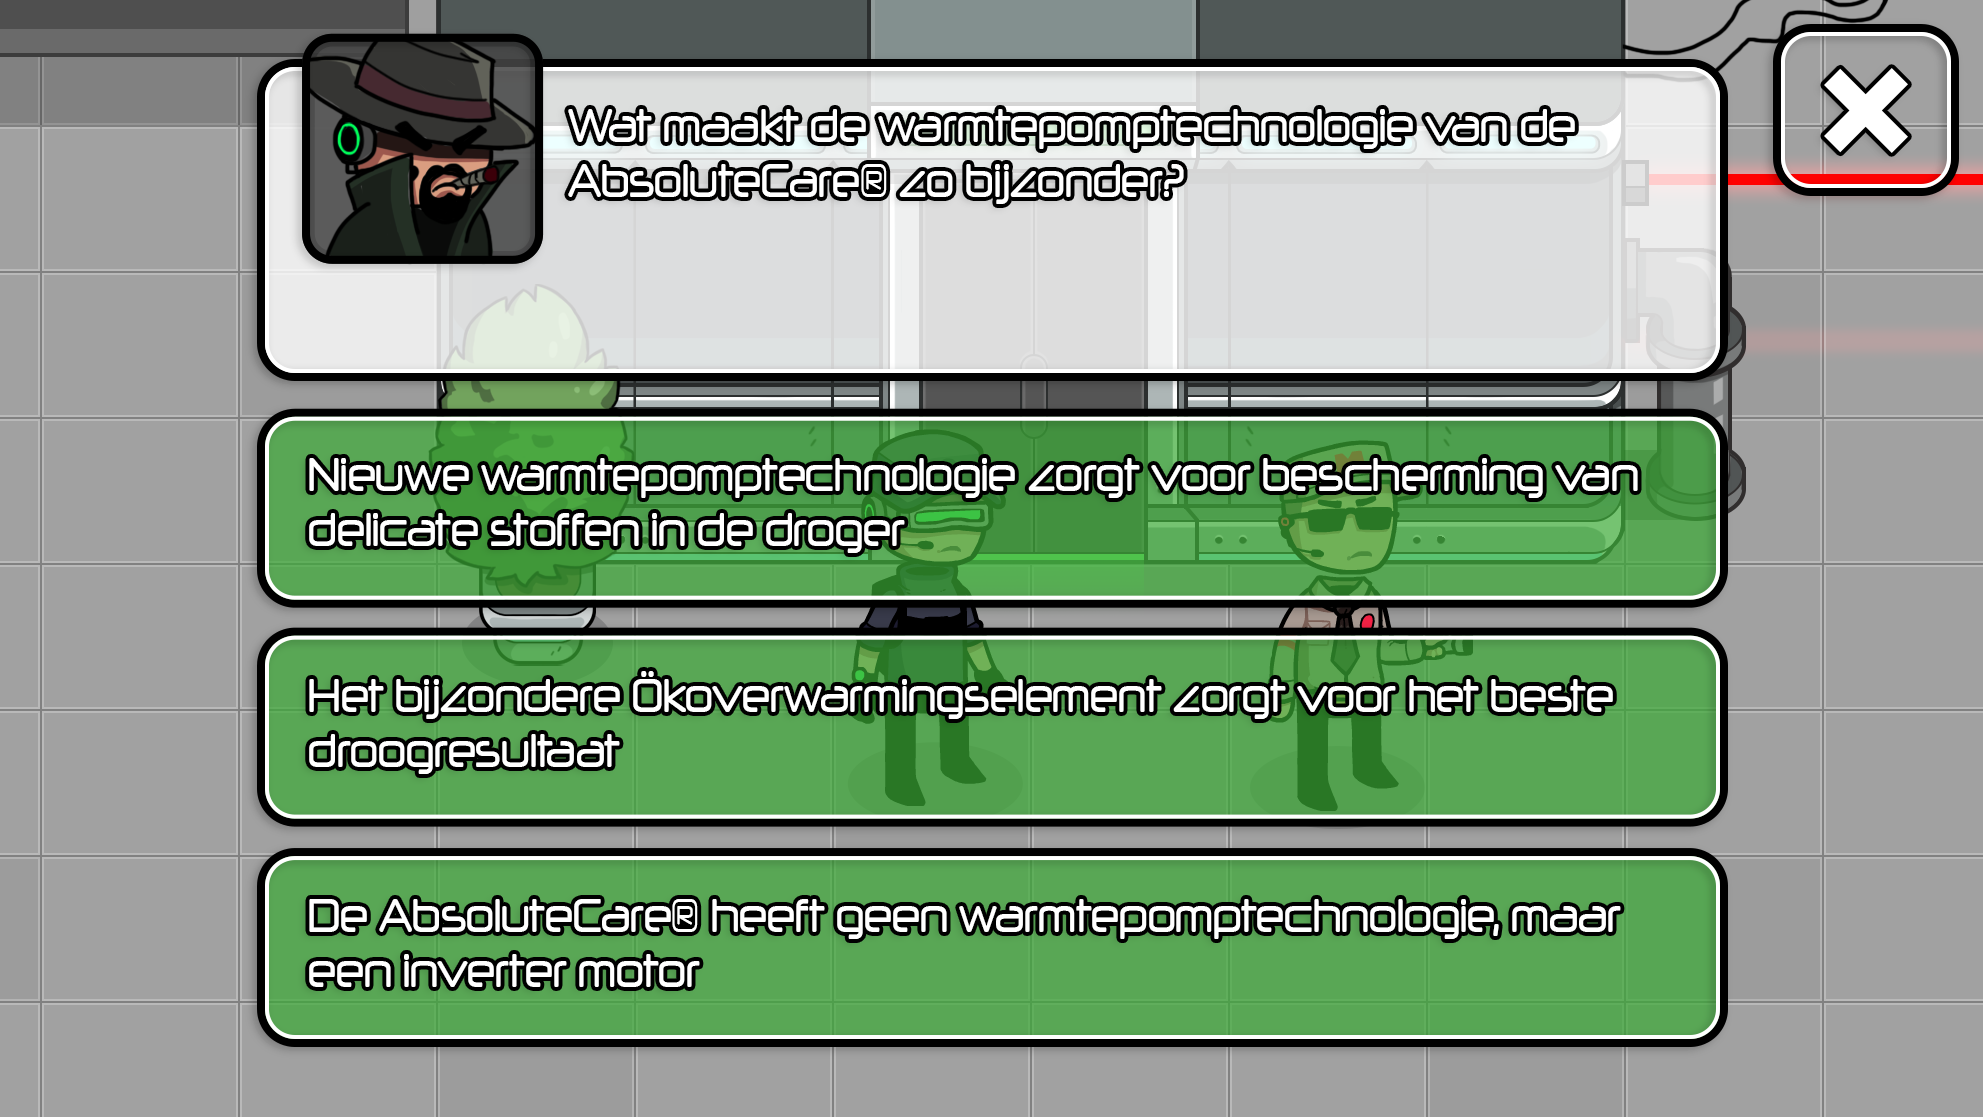 Wat maakt de warmtepomptechnologie van de
AbsoluteCare® zo bijzonder?
Nieuwe warmtepomptechnologie zorgt voor bescherming van
delicate stoffen in de droger
Het bijzondere Ökoverwarmingselement zorgt voor het beste
droogresultaat
De AbsoluteCare® heeft geen warmtepomptechnologie, maar
een inverter motor